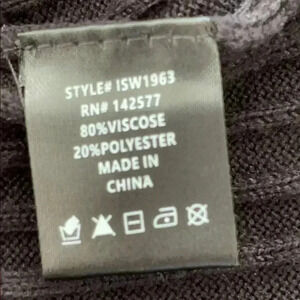 STYLE# ISW1963
RN# 142577
80%VISCOSE
20%POLYESTER
MADE IN
CHINA